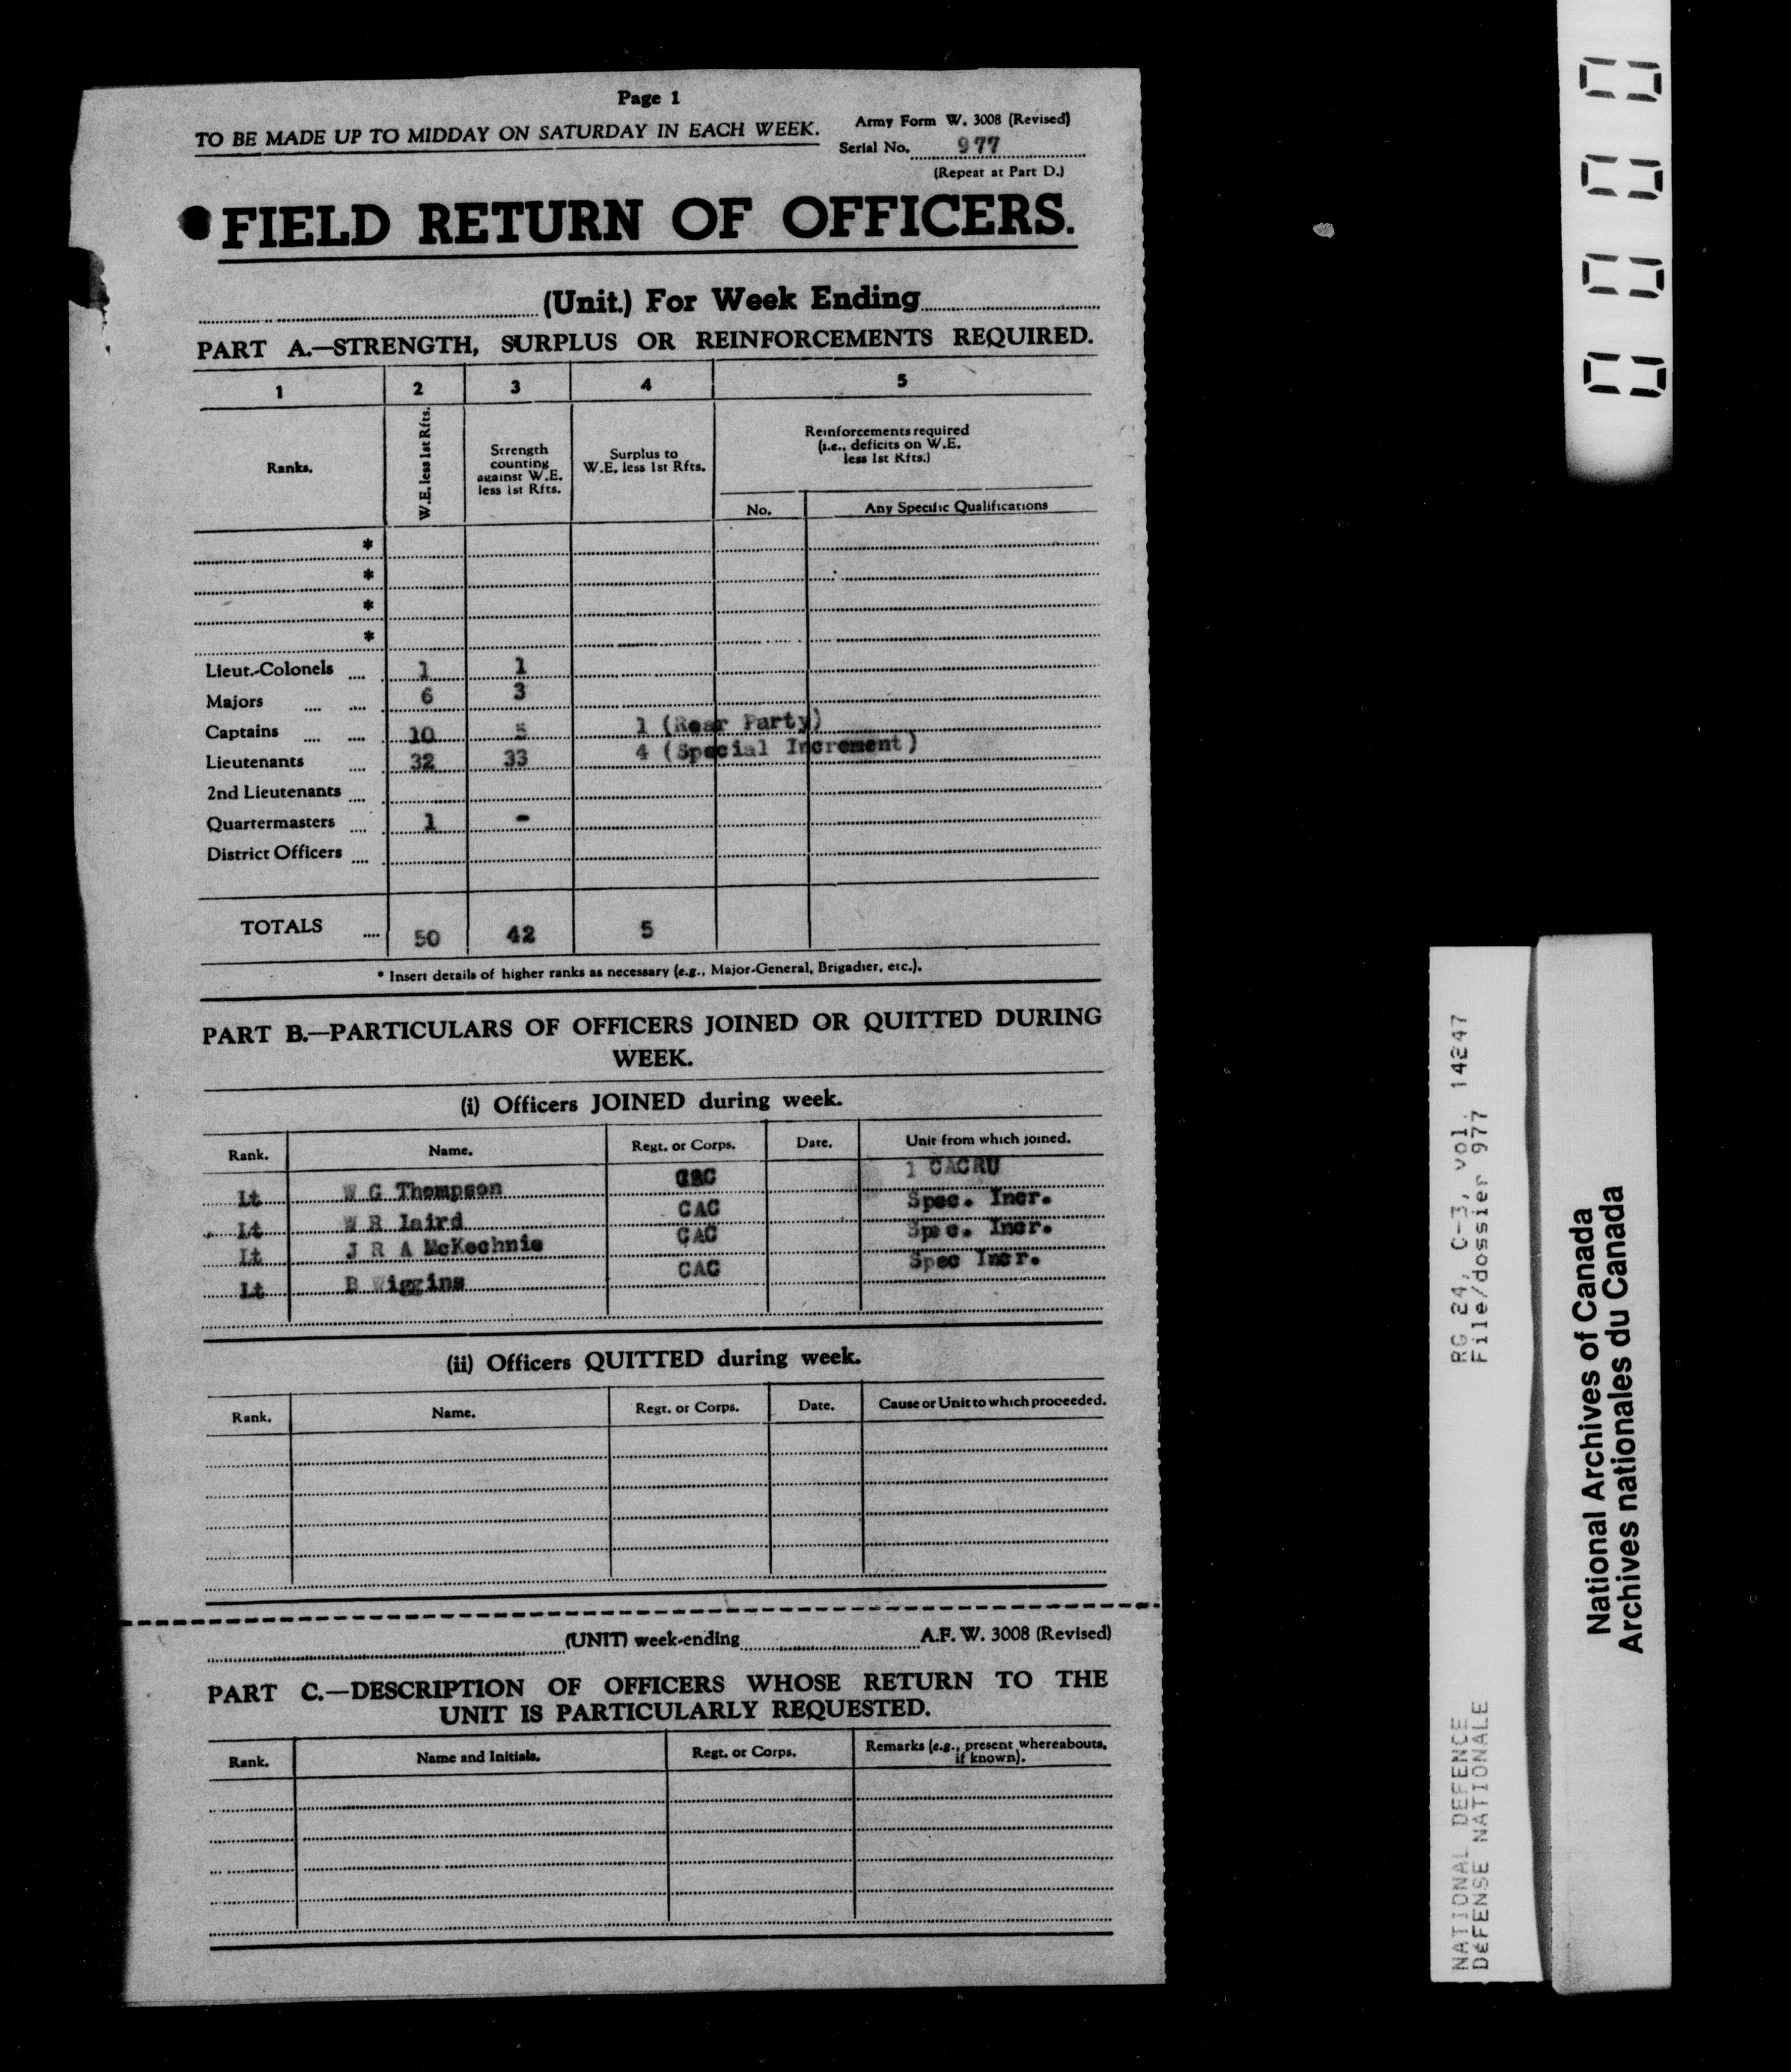 Page 1
TO BE MADE UP TO MIDDAY ON SATURDAY IN EACH WEEK.
Army Form W. 3008 (Revised)
Serial No. 977
(Repeat at Part D.)
FIELD RETURN OF OFFICERS.
(Unit.) For Week Ending
PART A.—STRENGTH, SURPLUS OR REINFORCEMENTS REQUIRED.
1 2 3 4 5
Ranks.
W.E. less 1st Rfts.
Strength
counting
against W.E.
less 1st Rfts.
Surplus to
W.E. less 1st Rfts.
Reinforcements required
(i.e., deficits on W.E.
less 1st Rfts.)
No. Any Specific Qualifications
*
*
*
*
Lieut.-Colonels .... 1 1
Majors .... .... 6 3
Captains .... .... 10 5 1 (Rear Party)
Lieutenants .... 32 33 4 (Special Increment)
2nd Lieutenants ....
Quartermasters .... 1 -
District Officers ....
TOTALS .... 50 42 5
* Insert details of higher ranks as necessary (e.g., Major-General, Brigadier, etc.).
PART B.—PARTICULARS OF OFFICERS JOINED OR QUITTED DURING
WEEK.
(i) Officers JOINED during week.
Rank. Name. Regt. or Corps. Date. Unit from which joined.
Lt W G Thompson CAC 1 CACRU
Lt W R Laird CAC Spec. Incr.
Lt J R A McKechnie CAC Spec. Incr.
Lt B Wiggins CAC Spec Incr.
(ii) Officers QUITTED during week.
Rank. Name. Regt. or Corps. Date. Cause or Unit to which proceeded.
(UNIT) week-ending A.F. W. 3008 (Revised)
PART C.—DESCRIPTION OF OFFICERS WHOSE RETURN TO THE
UNIT IS PARTICULARLY REQUESTED.
Rank. Name and Initials. Regt. or Corps. Remarks (e.g., present whereabouts,
if known).
0000
NATIONAL DEFENCE RG 24, C-3, vol. 14247
DÉFENSE NATIONALE File/dossier 977
National Archives of Canada
Archives nationales du Canada